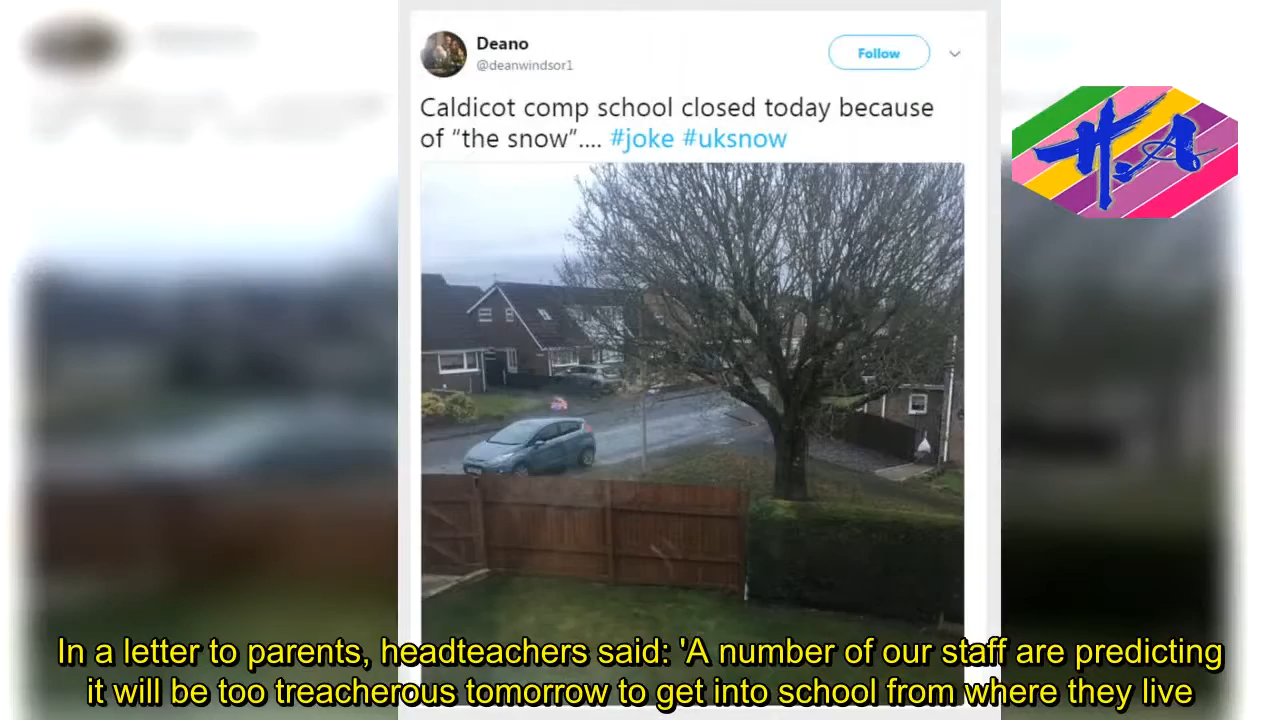 Deano
@deanwindsor1
Follow
Caldicot comp school closed today because
of “the snow”.... #joke #uksnow
HA
In a letter to parents, headteachers said: 'A number of our staff are predicting
it will be too treacherous tomorrow to get into school from where they live